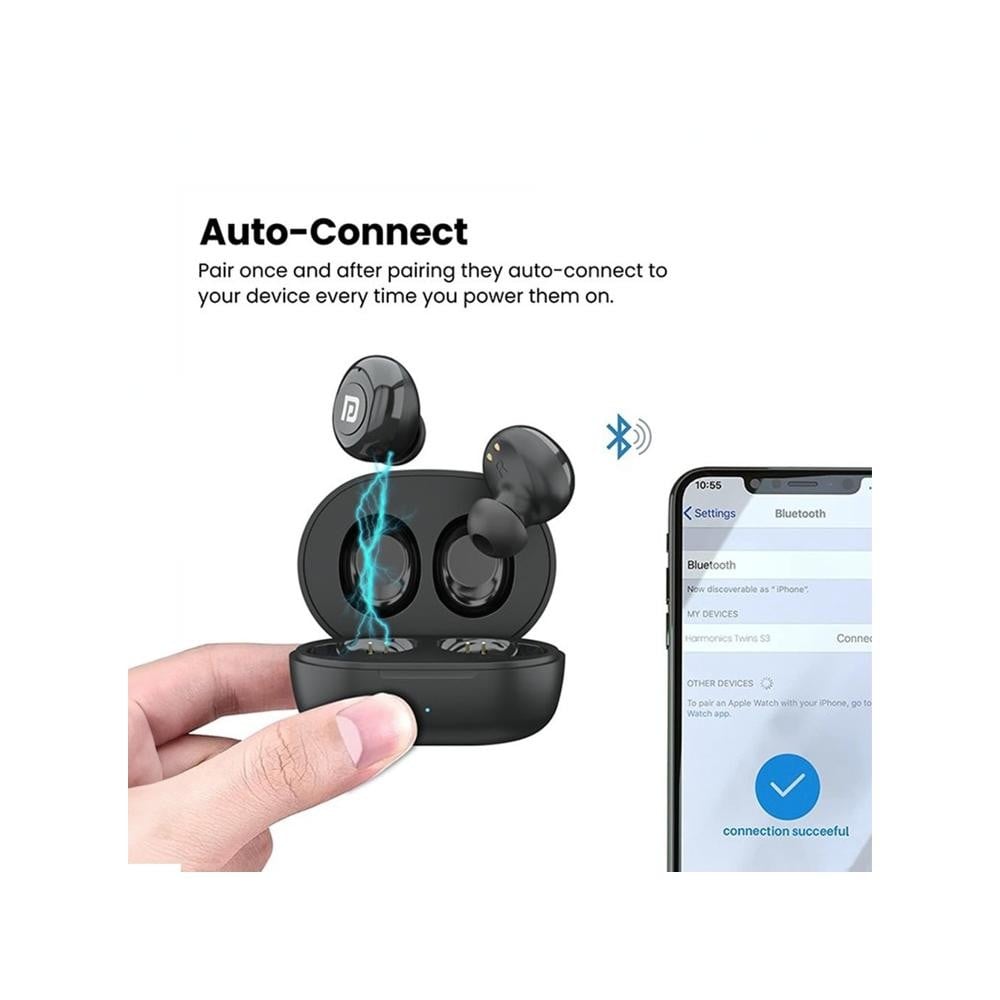 Auto-Connect
Pair once and after pairing they auto-connect to
your device every time you power them on.
10:55
Settings
Bluetooth
Bluetooth
Now discoverable as " iPhone".
MY DEVICES
Harmonics Twins S3
Connec
OTHER DEVICES
To pair an Apple Watch with your iPhone, go to
Watch app.
connection succeeful